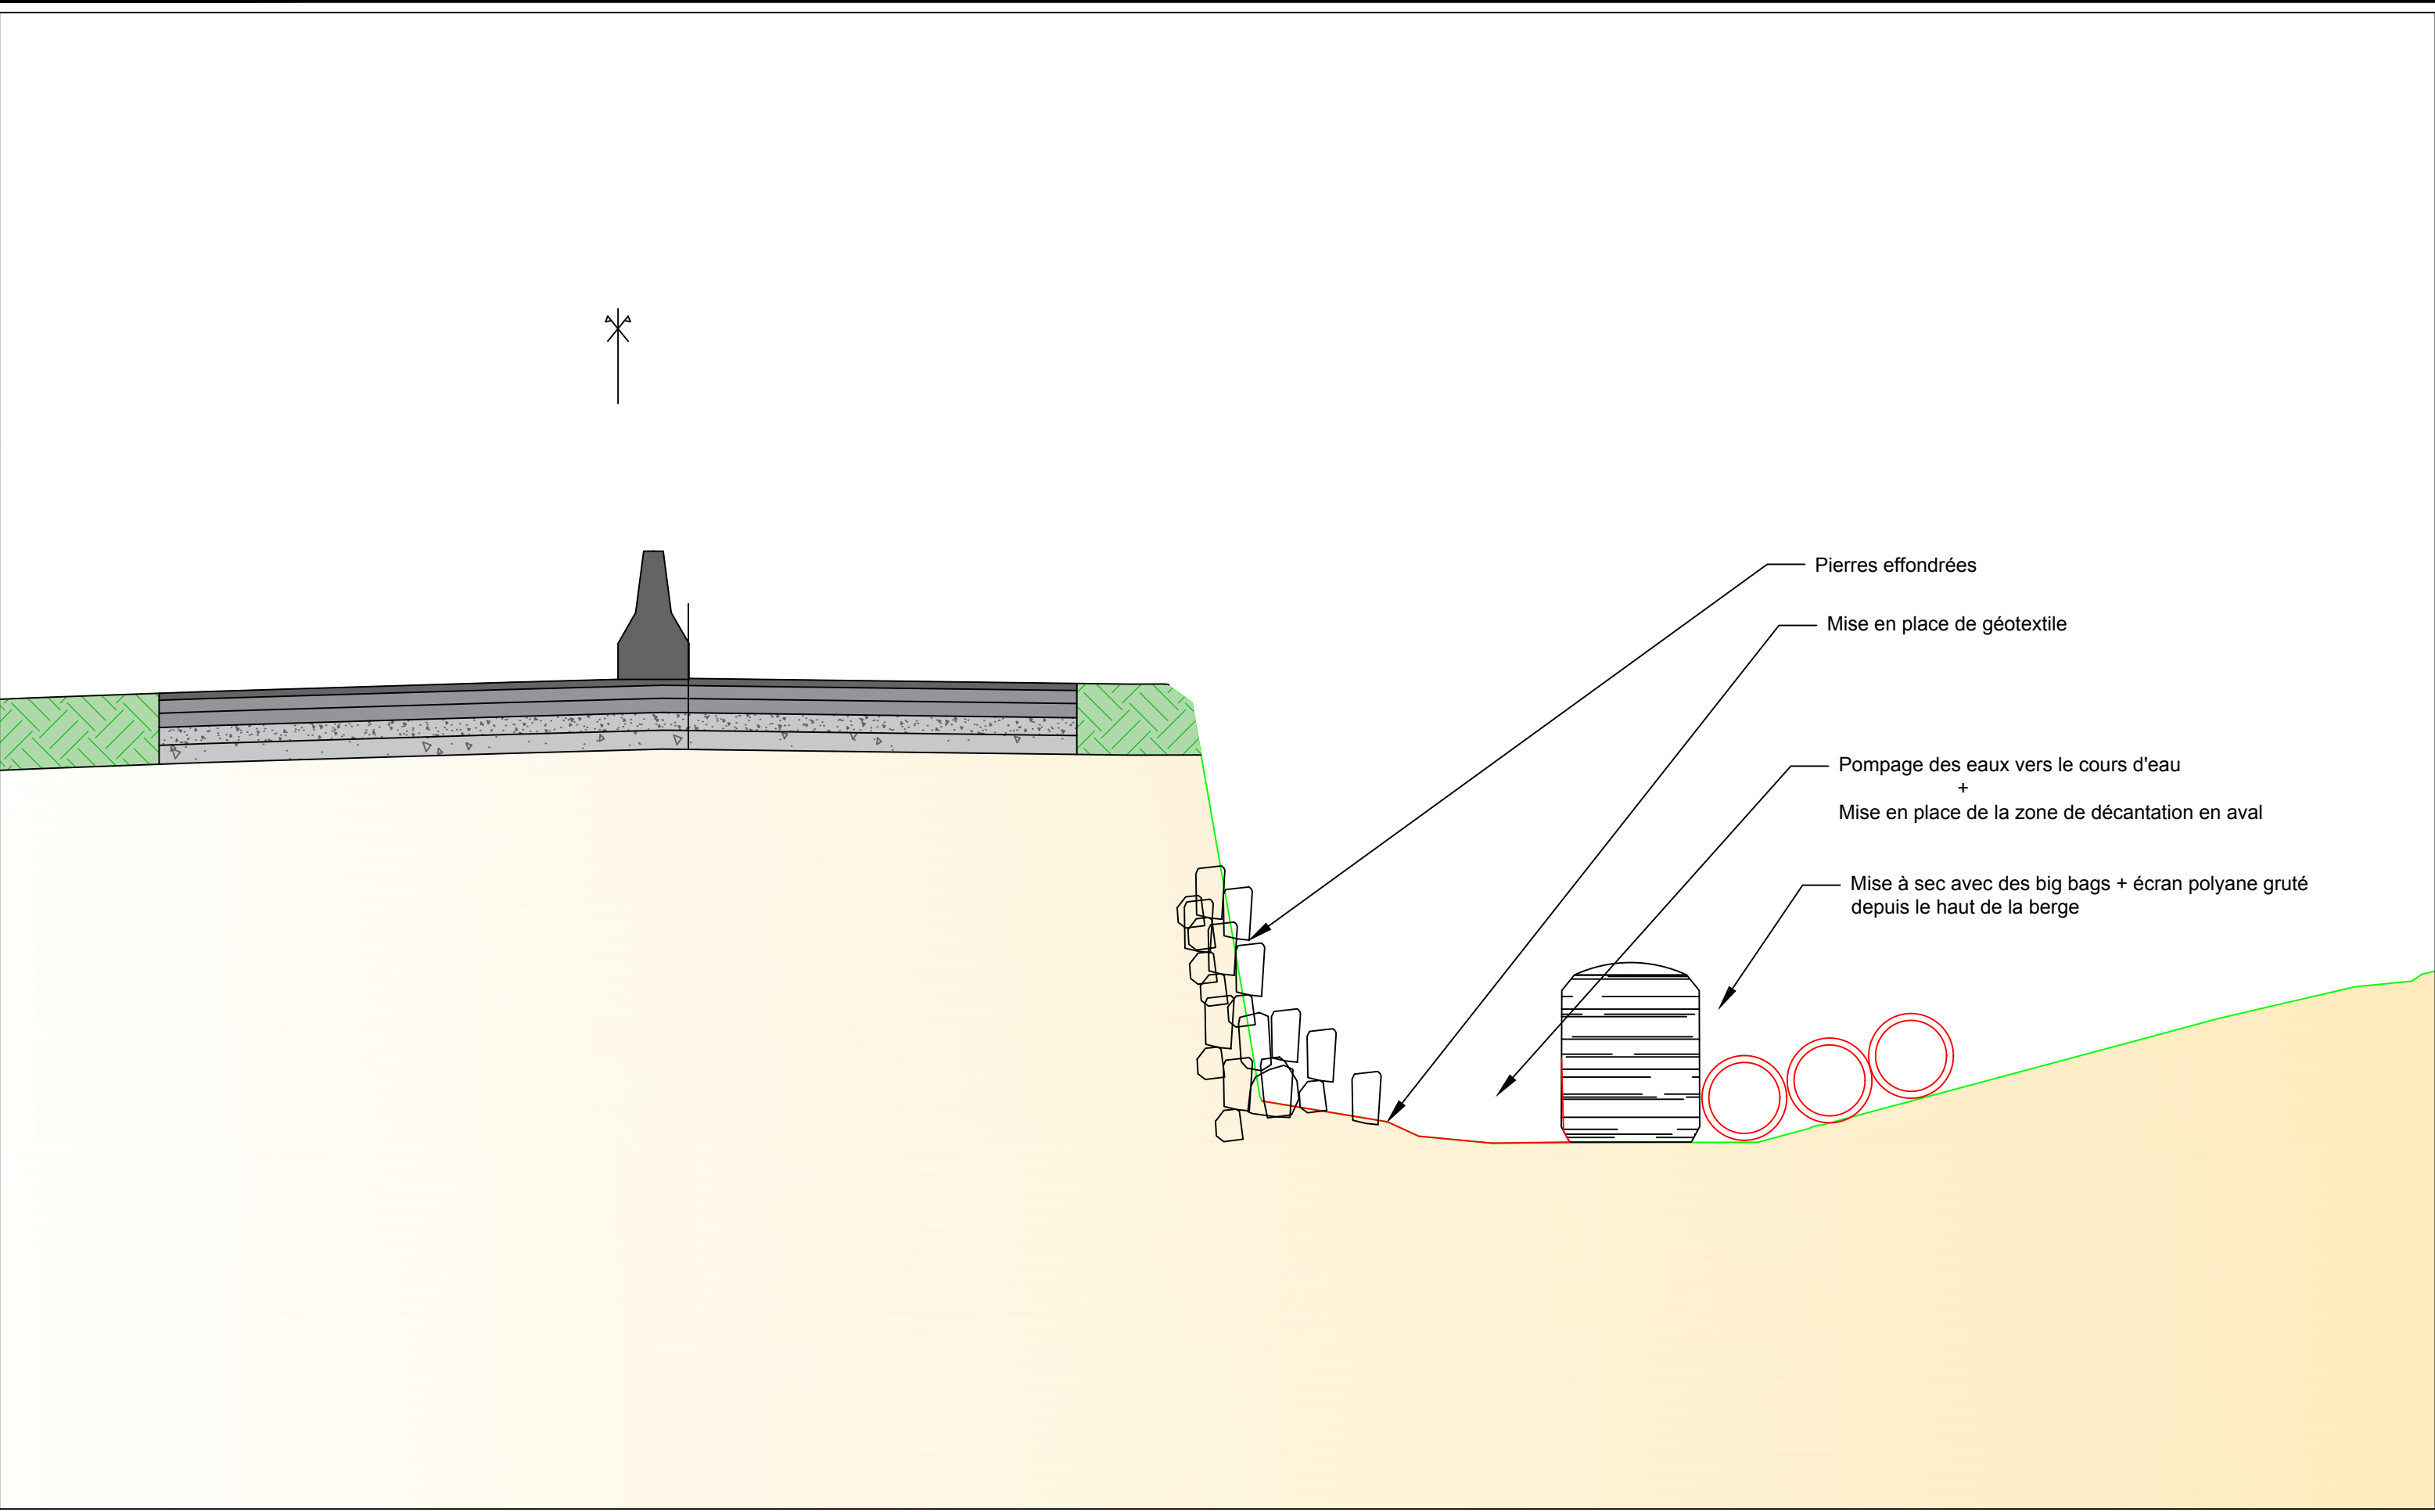 Pierres effondrées
Mise en place de géotextile
Pompage des eaux vers le cours d'eau
+
Mise en place de la zone de décantation en aval
Mise à sec avec des big bags + écran polyane gruté
depuis le haut de la berge